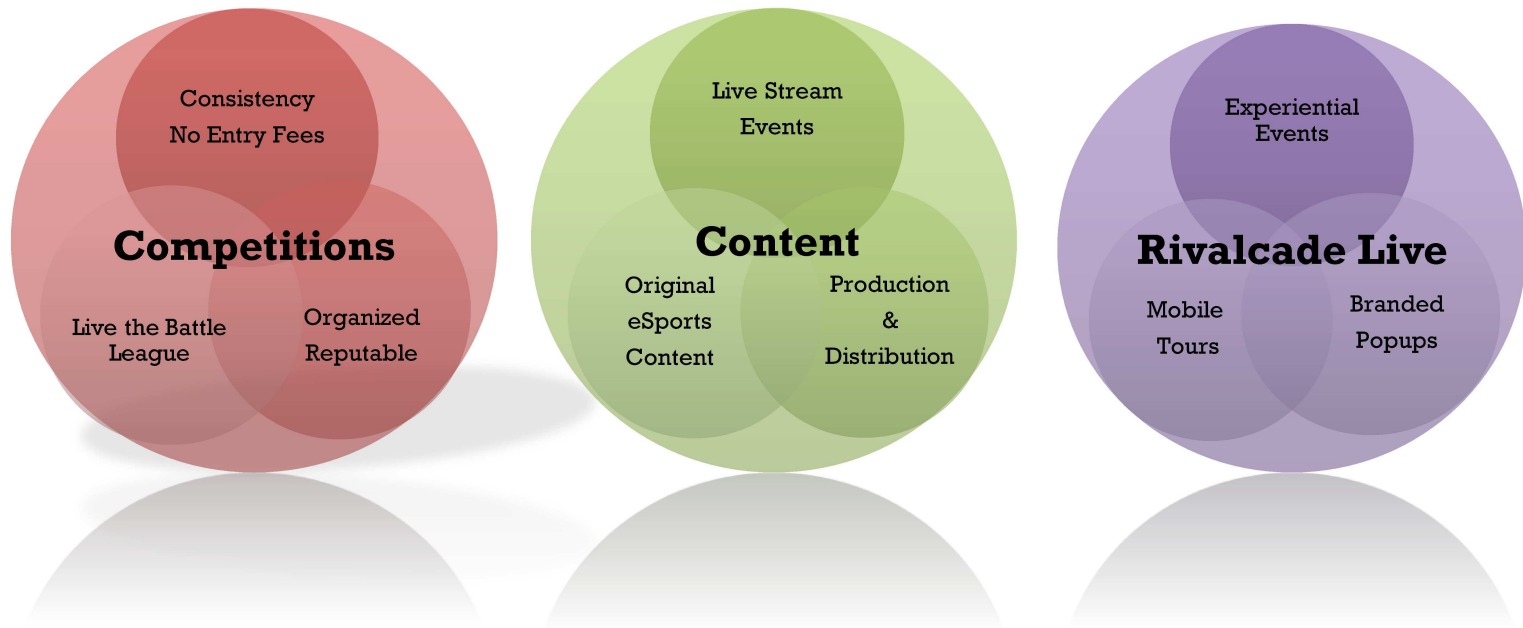 Consistency
No Entry Fees
Competitions
Live the Battle
League
Organized
Reputable
Live Stream
Events
Content
Original
eSports
Content
Production
&
Distribution
Experiential
Events
Rivalcade Live
Mobile
Tours
Branded
Popups